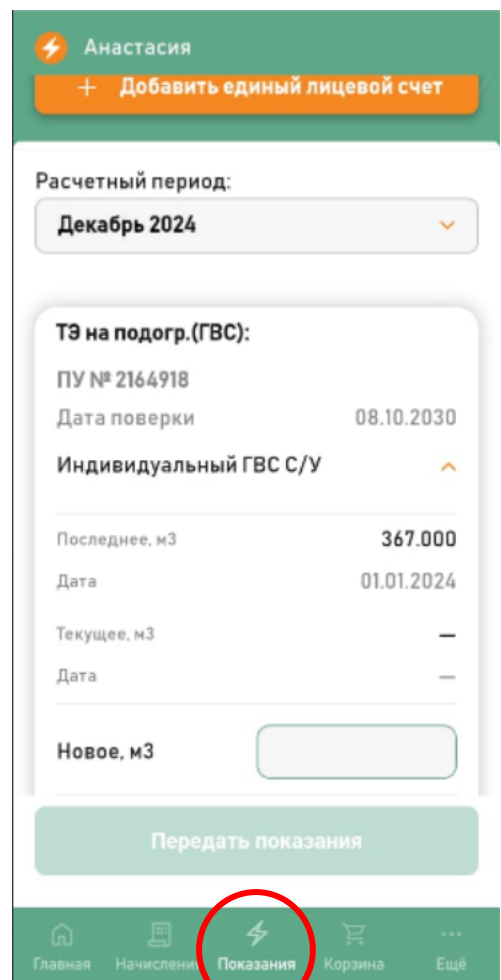 Анастасия
+ Добавить единый лицевой счет
Расчетный период:
Декабрь 2024
ТЭ на подогр.(ГВС):
ПУ № 2164918
Дата поверки 08.10.2030
Индивидуальный ГВС С/У
Последнее, м3 367.000
Дата 01.01.2024
Текущее, м3 —
Дата —
Новое, м3
Передать показания
Главная Начислени Показания Корзина Ещё